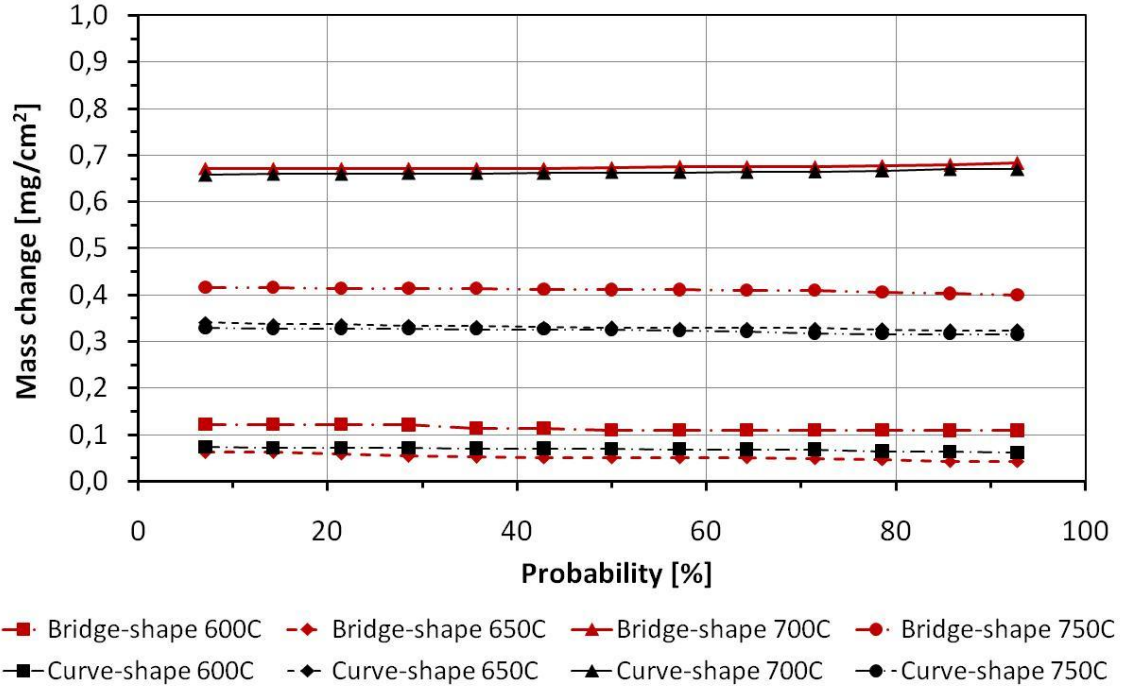 1,0
0,9
0,8
0,7
0,6
0,5
0,4
0,3
0,2
0,1
0,0
Mass change [mg/cm²]
0 20 40 60 80 100
Probability [%]
Bridge-shape 600C Bridge-shape 650C Bridge-shape 700C Bridge-shape 750C
Curve-shape 600C Curve-shape 650C Curve-shape 700C Curve-shape 750C